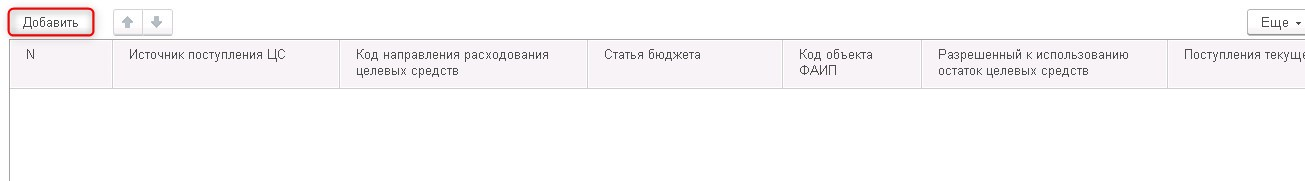 Добавить
Еще
N
Источник поступления ЦС
Код направления расходования
целевых средств
Статья бюджета
Код объекта
ФАИП
Разрешенный к использованию
остаток целевых средств
Поступления текуще